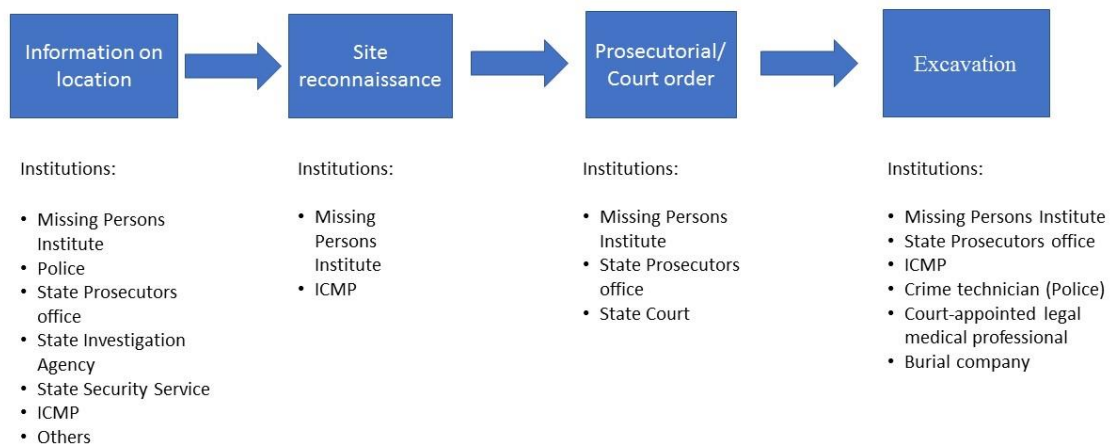 Information on
location
Site
reconnaissance
Prosecutorial/
Court order
Excavation
Institutions:
• Missing Persons
Institute
• Police
• State Prosecutors
office
• State Investigation
Agency
• State Security Service
• ICMP
• Others
Institutions:
• Missing
Persons
Institute
• ICMP
Institutions:
• Missing Persons
Institute
• State Prosecutors
office
• State Court
Institutions:
• Missing Persons Institute
• State Prosecutors office
• ICMP
• Crime technician (Police)
• Court-appointed legal
medical professional
• Burial company